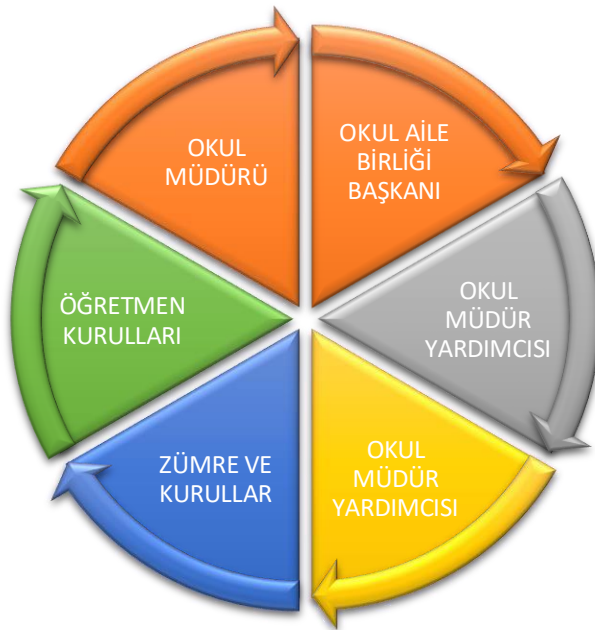 OKUL
MÜDÜRÜ
OKUL AİLE
BİRLİĞİ
BAŞKANI
OKUL
MÜDÜR
YARDIMCISI
OKUL
MÜDÜR
YARDIMCISI
ZÜMRE VE
KURULLAR
ÖĞRETMEN
KURULLARI